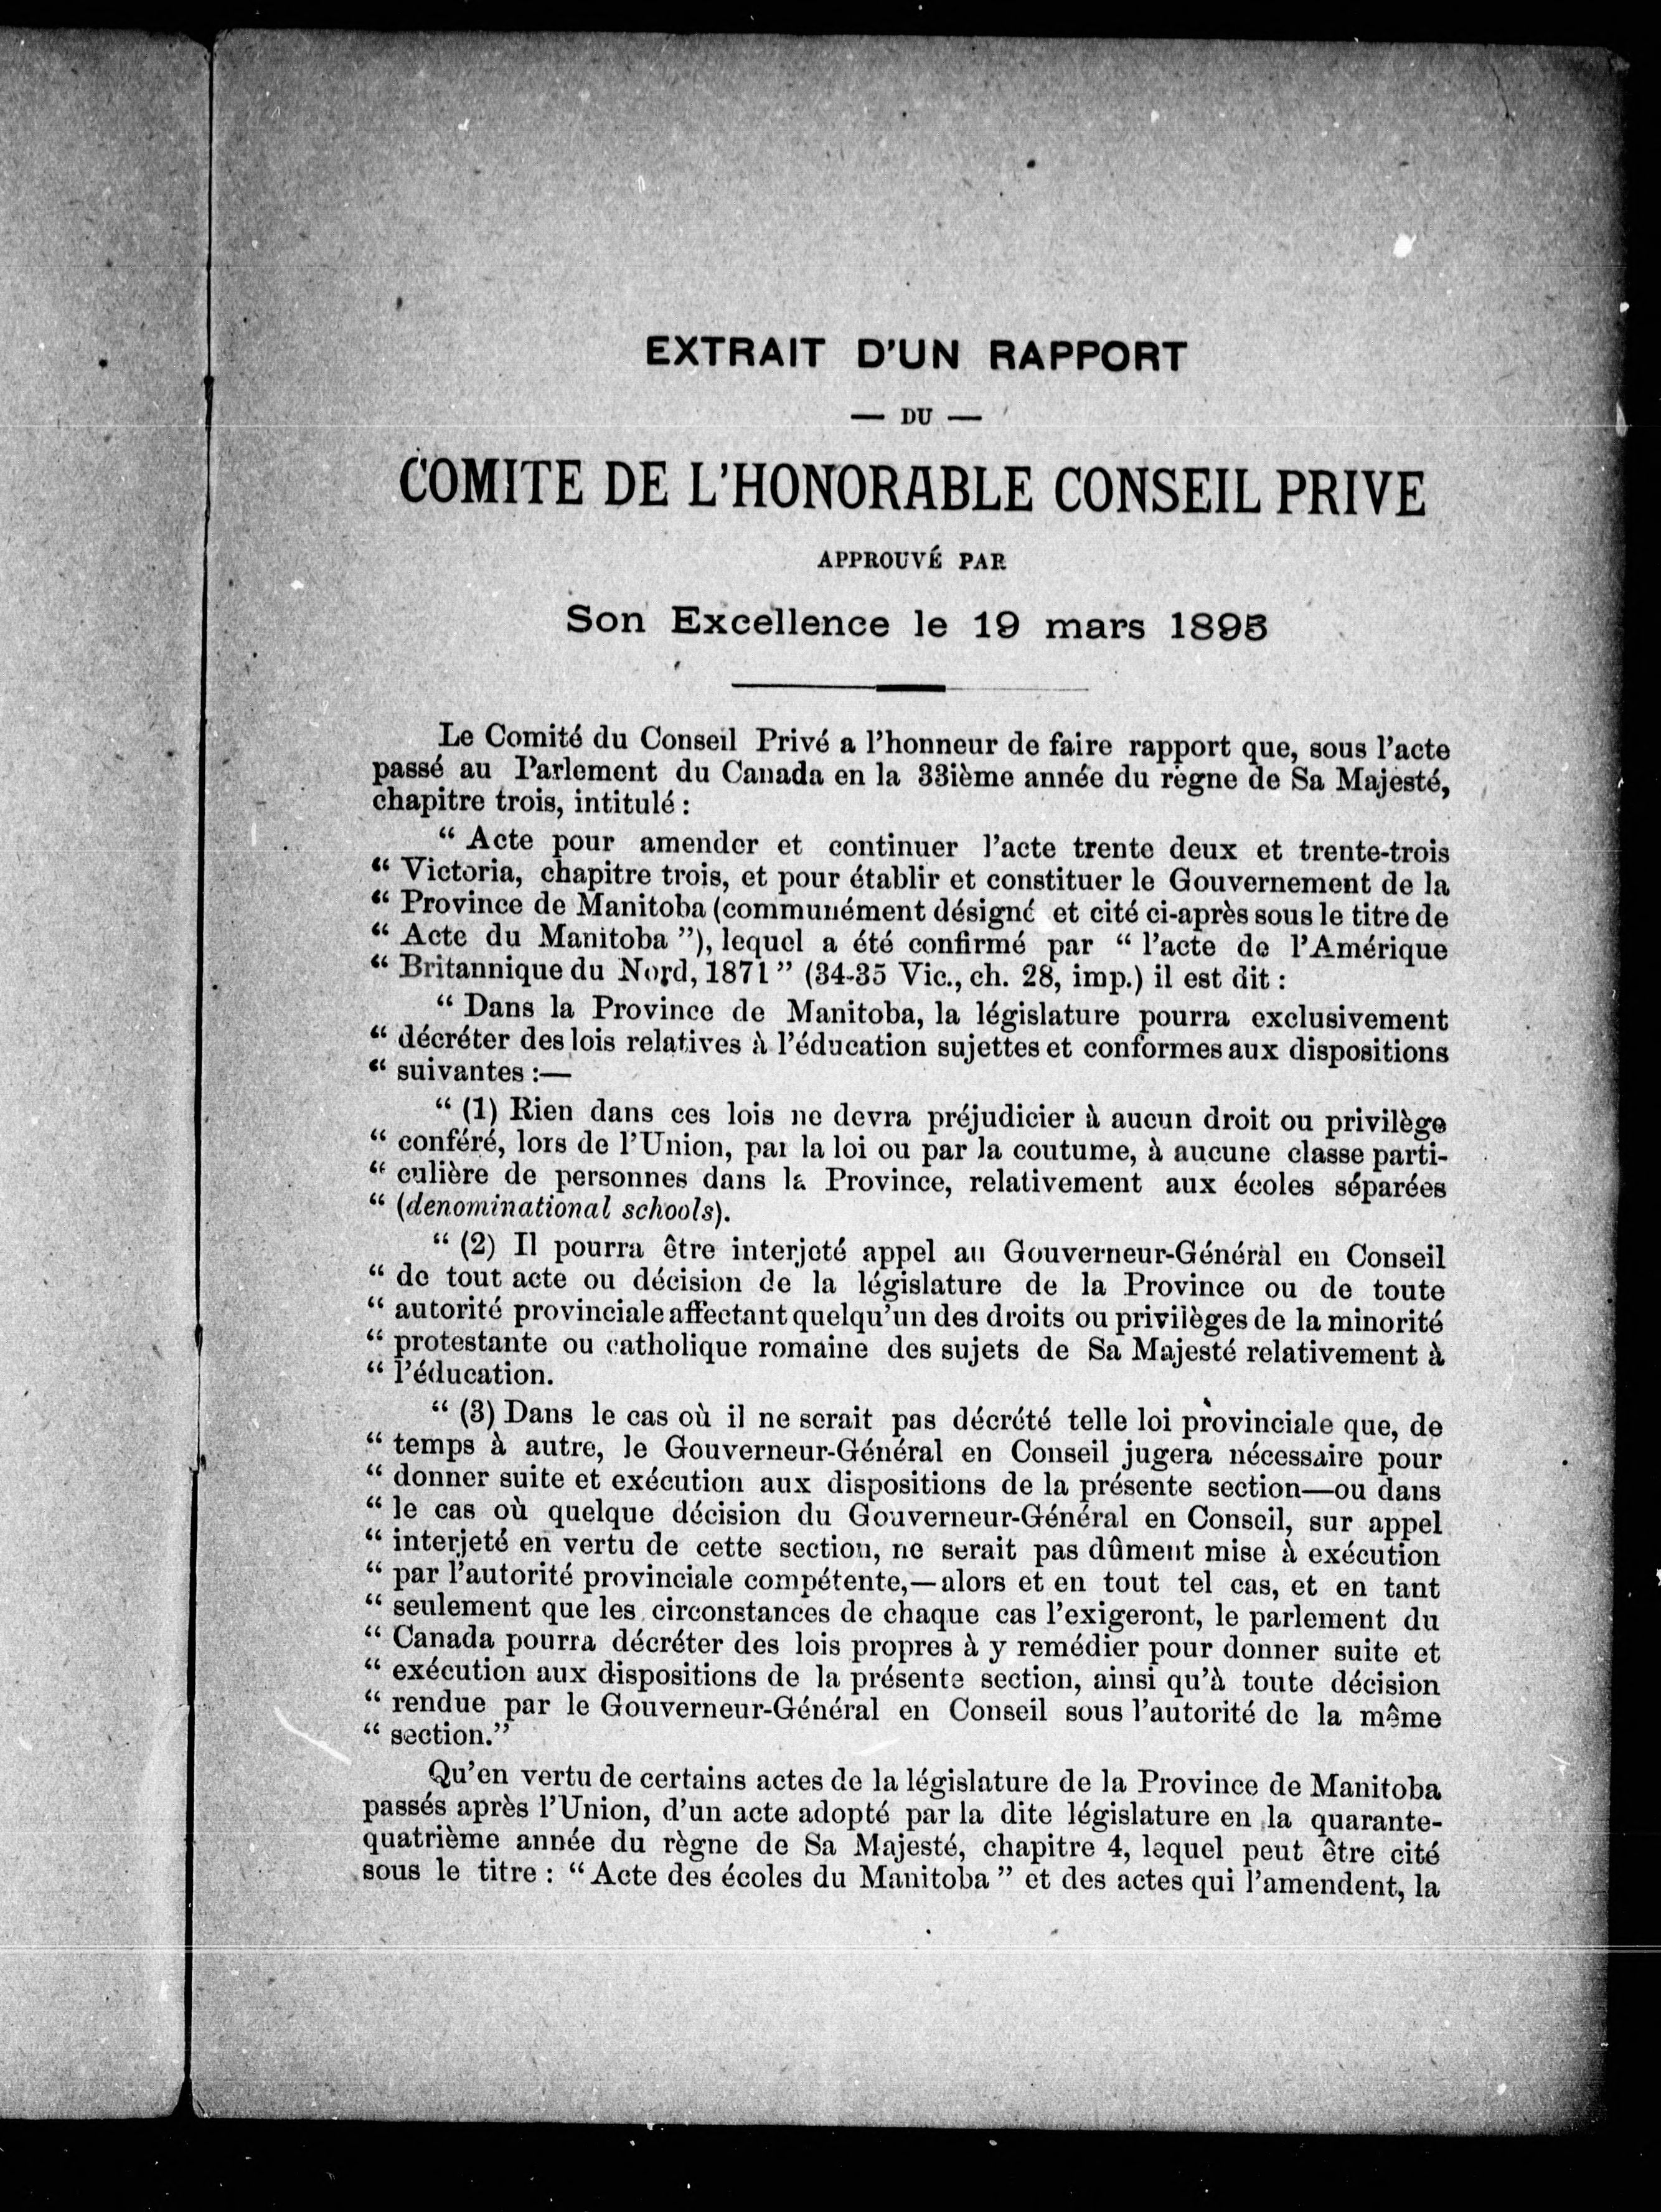 EXTRAIT D'UN RAPPORT
— DU —
COMITE DE L'HONORABLE CONSEIL PRIVE
APPROUVÉ PAR
Son Excellence le 19 mars 1895
Le Comité du Conseil Privé a l'honneur de faire rapport que, sous l'acte
passé au Parlement du Canada en la 33ième année du règne de Sa Majesté,
chapitre trois, intitulé :
“ Acte pour amender et continuer l'acte trente deux et trente-trois
“ Victoria, chapitre trois, et pour établir et constituer le Gouvernement de la
“ Province de Manitoba (communément désigné et cité ci-après sous le titre de
“ Acte du Manitoba ”), lequel a été confirmé par “ l'acte de l'Amérique
“ Britannique du Nord, 1871 ” (34-35 Vic., ch. 28, imp.) il est dit :
“ Dans la Province de Manitoba, la législature pourra exclusivement
“ décréter des lois relatives à l'éducation sujettes et conformes aux dispositions
“ suivantes :—
“ (1) Rien dans ces lois ne devra préjudicier à aucun droit ou privilège
“ conféré, lors de l'Union, par la loi ou par la coutume, à aucune classe parti-
“ culière de personnes dans la Province, relativement aux écoles séparées
“ (denominational schools).
“ (2) Il pourra être interjeté appel au Gouverneur-Général en Conseil
“ de tout acte ou décision de la législature de la Province ou de toute
“ autorité provinciale affectant quelqu'un des droits ou privilèges de la minorité
“ protestante ou catholique romaine des sujets de Sa Majesté relativement à
“ l'éducation.
“ (3) Dans le cas où il ne serait pas décrété telle loi provinciale que, de
“ temps à autre, le Gouverneur-Général en Conseil jugera nécessaire pour
“ donner suite et exécution aux dispositions de la présente section—ou dans
“ le cas où quelque décision du Gouverneur-Général en Conseil, sur appel
“ interjeté en vertu de cette section, ne serait pas dûment mise à exécution
“ par l'autorité provinciale compétente,—alors et en tout tel cas, et en tant
“ seulement que les circonstances de chaque cas l'exigeront, le parlement du
“ Canada pourra décréter des lois propres à y remédier pour donner suite et
“ exécution aux dispositions de la présente section, ainsi qu'à toute décision
“ rendue par le Gouverneur-Général en Conseil sous l'autorité de la même
“ section.”
Qu'en vertu de certains actes de la législature de la Province de Manitoba
passés après l'Union, d'un acte adopté par la dite législature en la quarante-
quatrième année du règne de Sa Majesté, chapitre 4, lequel peut être cité
sous le titre : “ Acte des écoles du Manitoba ” et des actes qui l'amendent, la